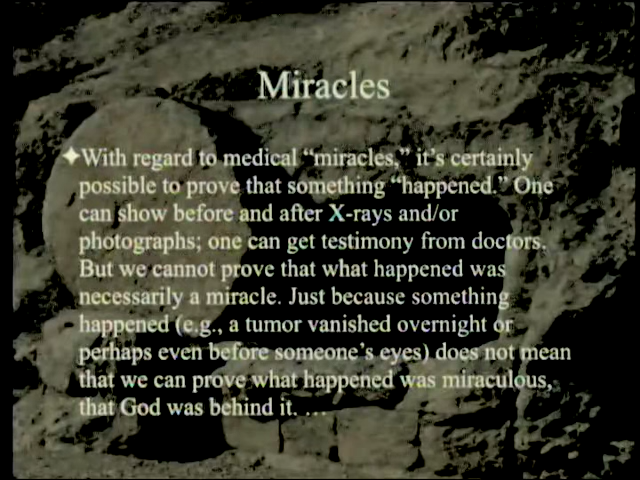 Miracles
✦With regard to medical “miracles,” it’s certainly
possible to prove that something “happened.” One
can show before and after X-rays and/or
photographs; one can get testimony from doctors.
But we cannot prove that what happened was
necessarily a miracle. Just because something
happened (e.g., a tumor vanished overnight or
perhaps even before someone’s eyes) does not mean
that we can prove what happened was miraculous,
that God was behind it. …